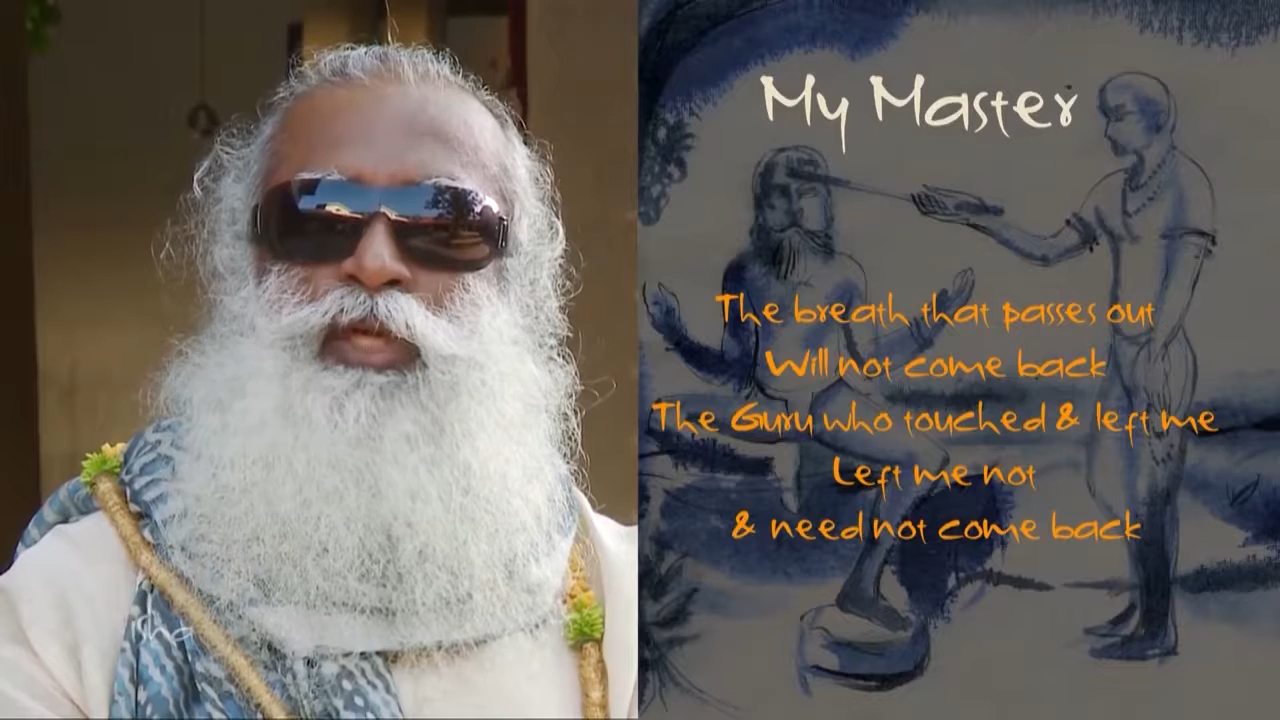 My Master
The breath that passes out
Will not come back
The Guru who touched & left me
Left me not
& need not come back
isha